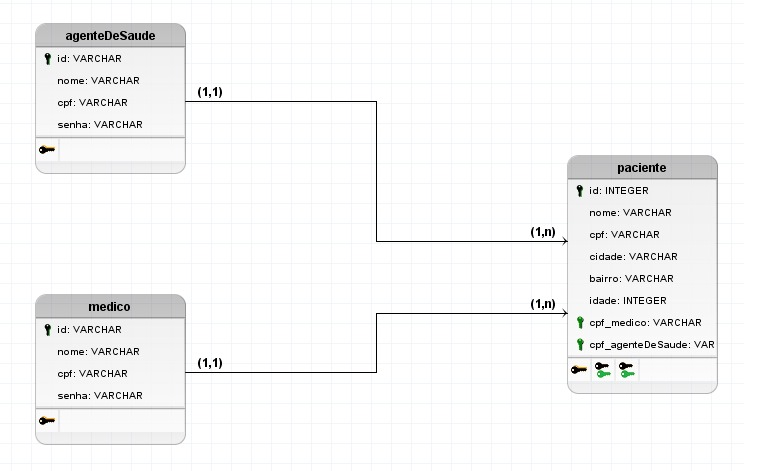 agenteDeSaude
id: VARCHAR
nome: VARCHAR
cpf: VARCHAR
senha: VARCHAR
(1,1)
paciente
id: INTEGER
nome: VARCHAR
cpf: VARCHAR
cidade: VARCHAR
bairro: VARCHAR
idade: INTEGER
cpf_medico: VARCHAR
cpf_agenteDeSaude: VAR
(1,n)
(1,n)
medico
id: VARCHAR
nome: VARCHAR
cpf: VARCHAR
senha: VARCHAR
(1,1)